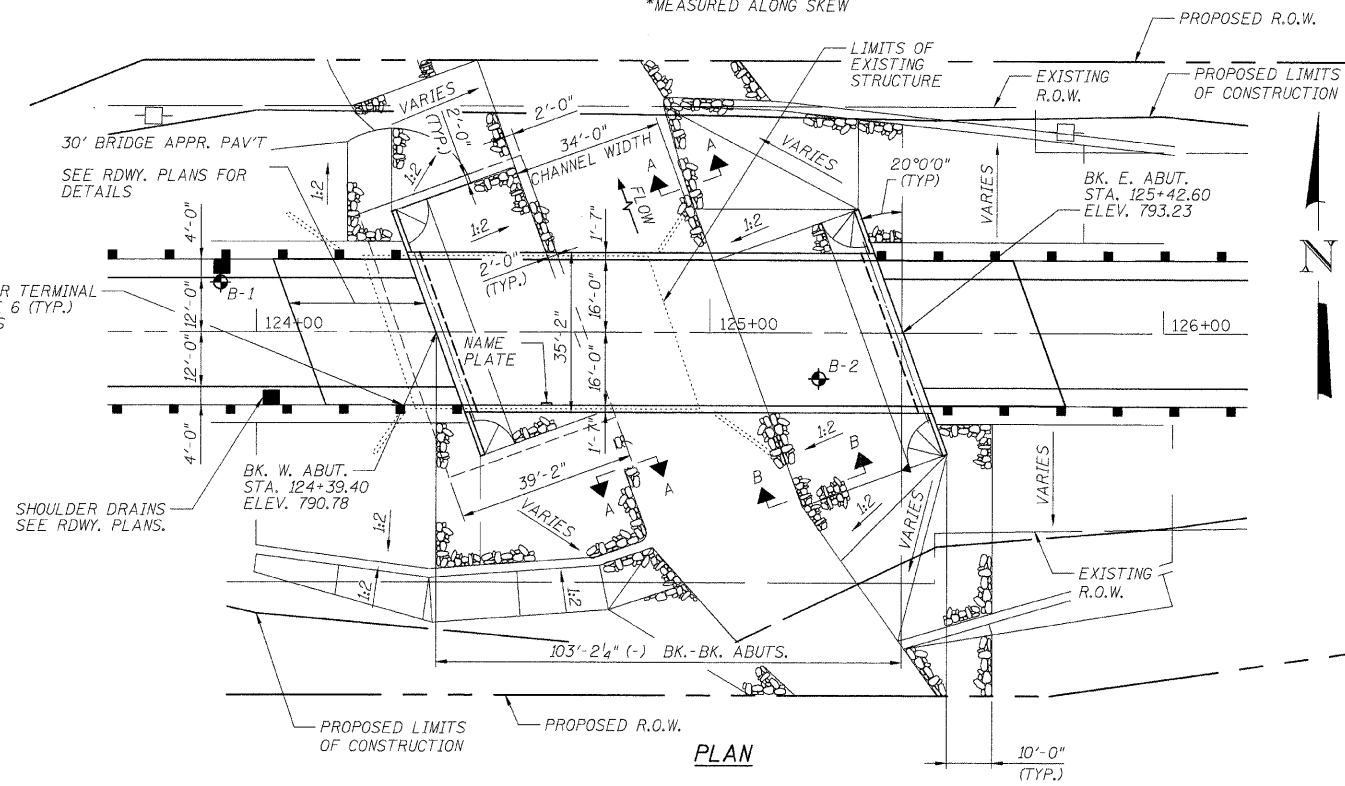 *MEASURED ALONG SKEW
PROPOSED R.O.W.
LIMITS OF
EXISTING
STRUCTURE
EXISTING
R.O.W.
PROPOSED LIMITS
OF CONSTRUCTION
VARIES
2'-0"
(TYP.)
2'-0"
34'-0"
CHANNEL WIDTH
A
A
VARIES
20°0'0"
(TYP)
VARIES
BK. E. ABUT.
STA. 125+42.60
ELEV. 793.23
30' BRIDGE APPR. PAV'T
SEE RDWY. PLANS FOR
DETAILS
1:2
1:2
1:2
FLOW
1:2
N
4'-0"
1'-7"
2'-0"
(TYP.)
B-1
R TERMINAL
6 (TYP.)
S
12'-0"
12'-0"
4'-0"
124+00
125+00
126+00
NAME
PLATE
35'-2"
16'-0"
16'-0"
1'-7"
B-2
BK. W. ABUT.
STA. 124+39.40
ELEV. 790.78
SHOULDER DRAINS
SEE RDWY. PLANS.
39'-2"
A
A
B
B
1:2
1:2
VARIES
VARIES
VARIES
1:2
1:2
1:2
EXISTING
R.O.W.
103'-2¼" (-) BK.-BK. ABUTS.
PROPOSED LIMITS
OF CONSTRUCTION
PROPOSED R.O.W.
PLAN
10'-0"
(TYP.)